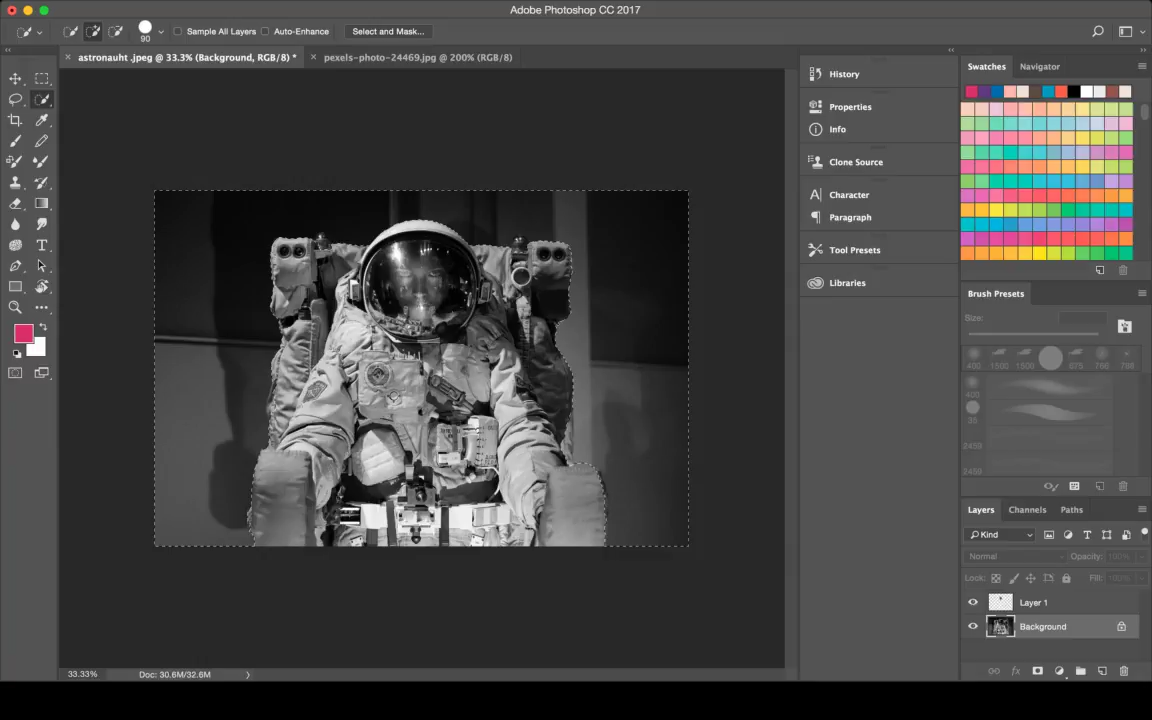 Adobe Photoshop CC 2017
90
Sample All Layers
Auto-Enhance
Select and Mask...
astronauht .jpeg @ 33.3% (Background, RGB/8) *
pexels-photo-24469.jpg @ 200% (RGB/8)
History
Properties
Info
Clone Source
Character
Paragraph
Tool Presets
Libraries
Swatches
Navigator
Brush Presets
Size:
400 1500 1500 675 766 788
400
35
2459
2459
Layers
Channels
Paths
Kind
Normal
Opacity: 100%
Lock:
Fill: 100%
Layer 1
Background
33.33%
Doc: 30.6M/32.6M